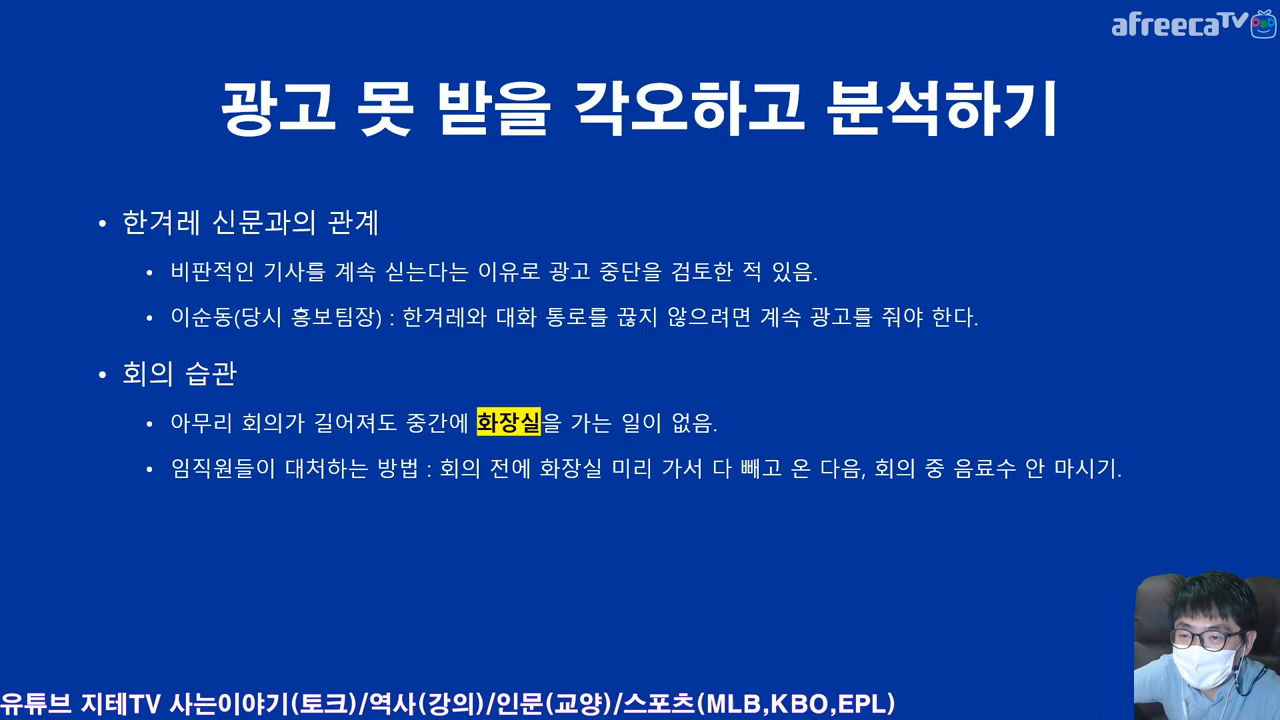 afreecaTV
광고 못 받을 각오하고 분석하기
• 한겨레 신문과의 관계
• 비판적인 기사를 계속 싣는다는 이유로 광고 중단을 검토한 적 있음.
• 이순동(당시 홍보팀장) : 한겨레와 대화 통로를 끊지 않으려면 계속 광고를 줘야 한다.
• 회의 습관
• 아무리 회의가 길어져도 중간에 화장실을 가는 일이 없음.
• 임직원들이 대처하는 방법 : 회의 전에 화장실 미리 가서 다 빼고 온 다음, 회의 중 음료수 안 마시기.
유튜브 지테TV 사는이야기(토크)/역사(강의)/인문(교양)/스포츠(MLB,KBO,EPL)